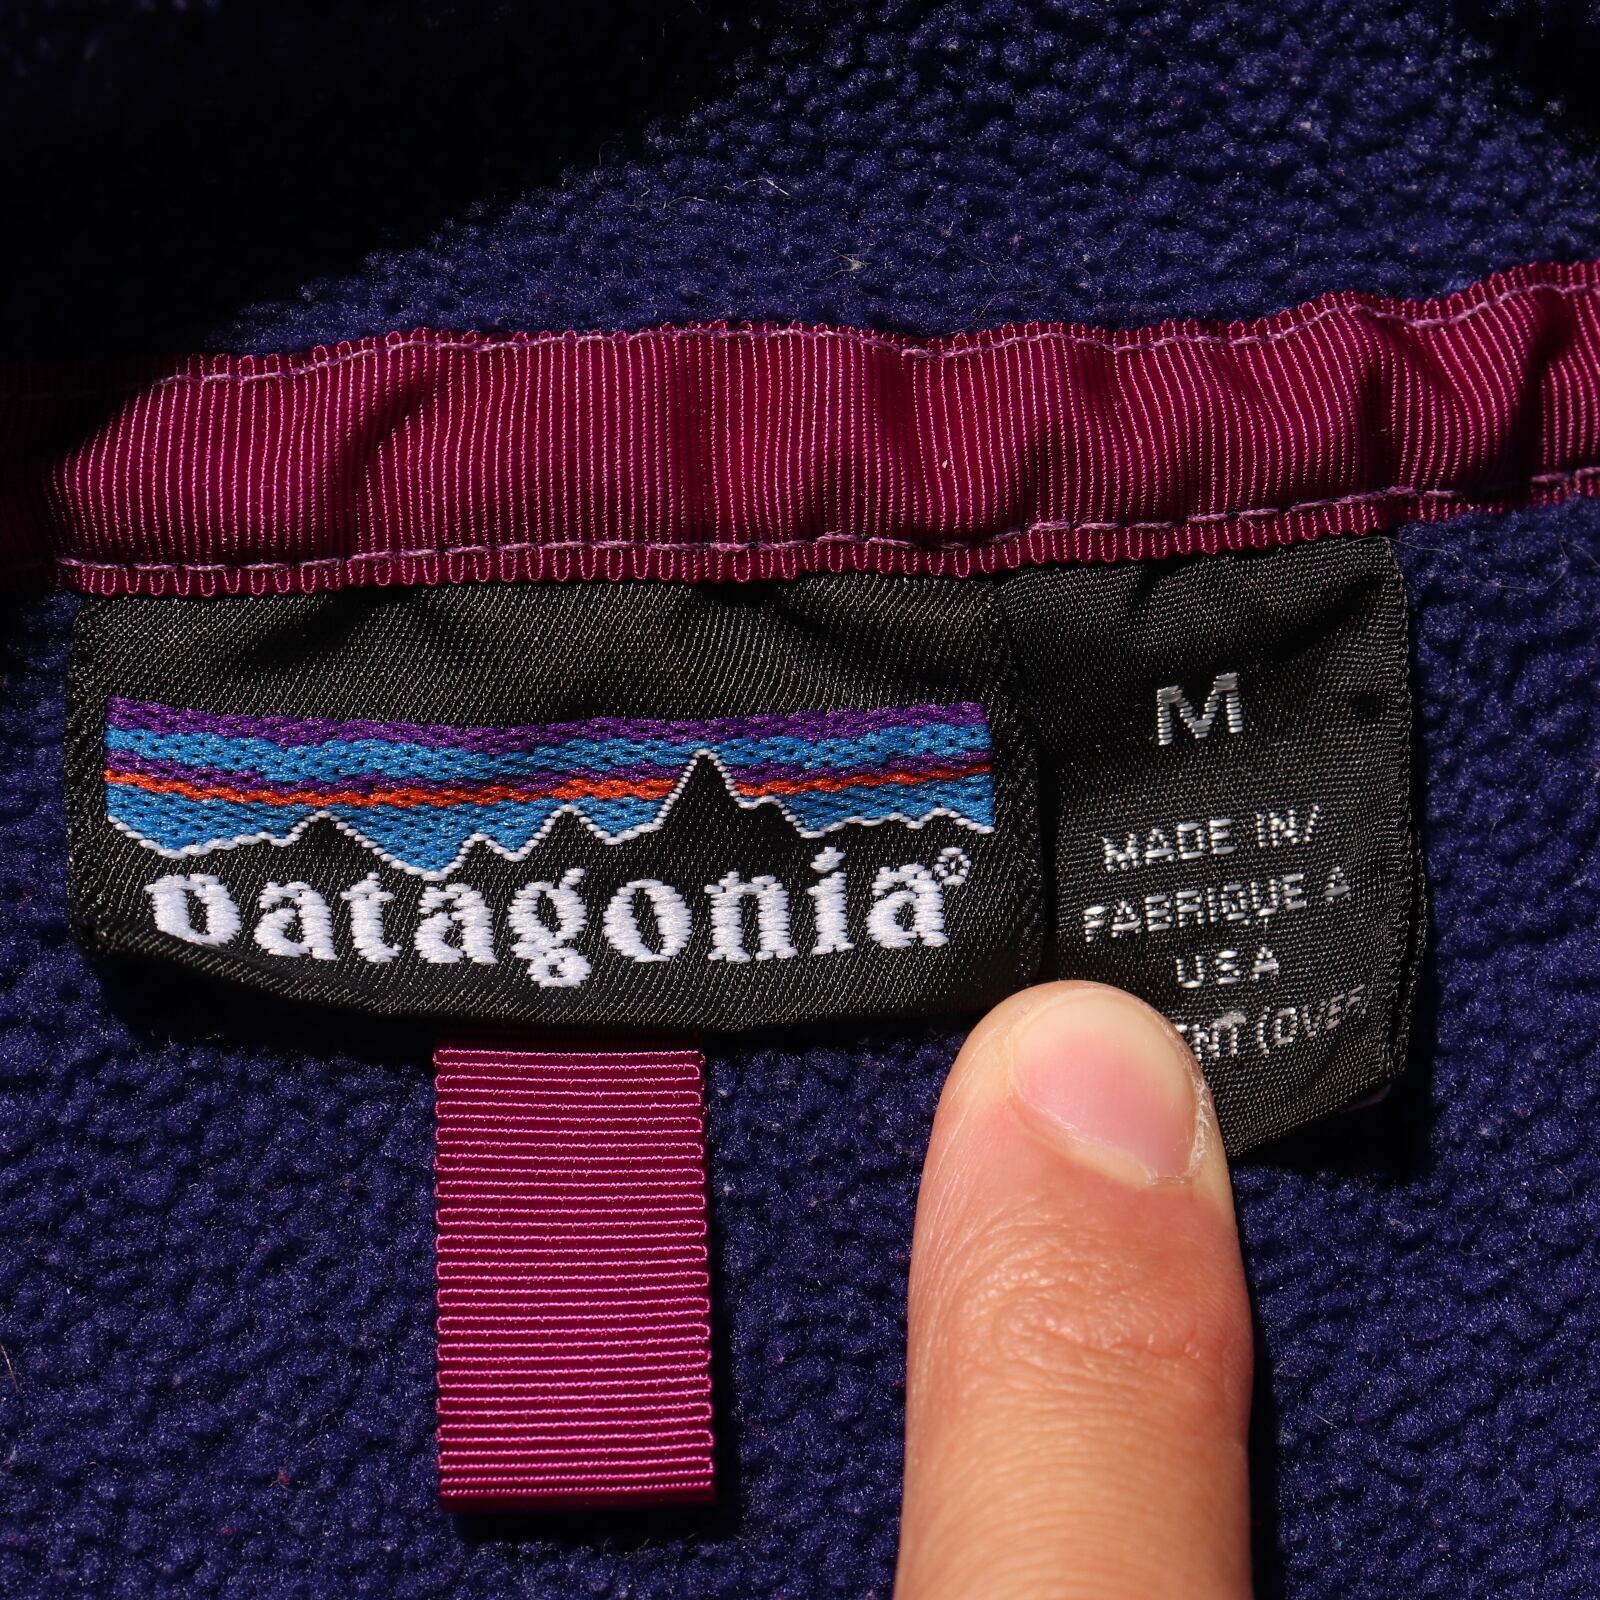 patagonia®
M
MADE IN/
FABRIQUE A
USA